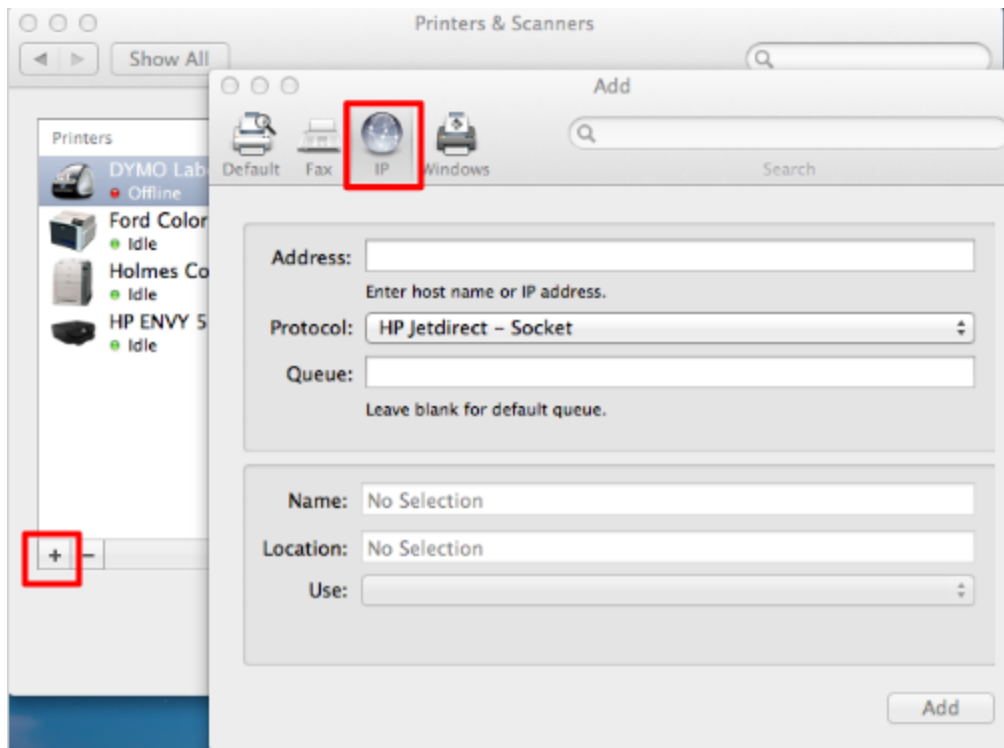 Printers & Scanners
Show All
Add
Printers
DYMO Lab
Offline
Ford Color
Idle
Holmes Co
Idle
HP ENVY 5
Idle
+ −
Default Fax IP Windows
Search
Address:
Enter host name or IP address.
Protocol: HP Jetdirect – Socket
Queue:
Leave blank for default queue.
Name: No Selection
Location: No Selection
Use:
Add